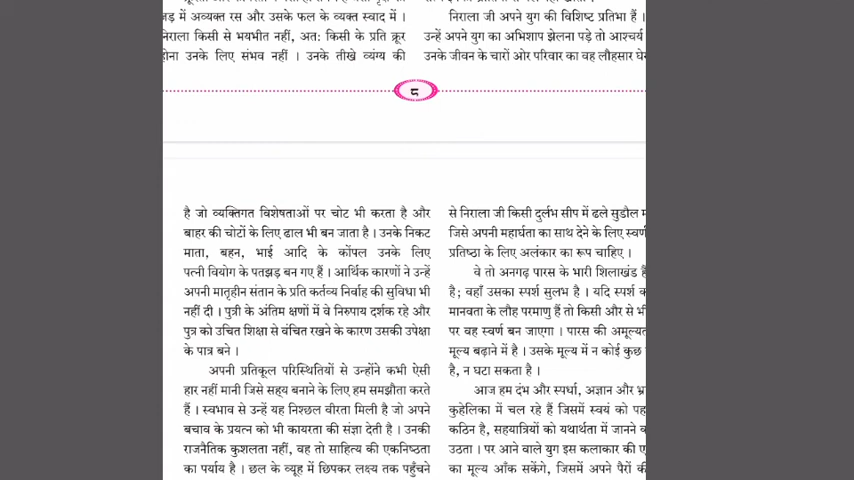 जड़ में अव्यक्त रस और उसके फल के व्यक्त स्वाद में ।
निराला किसी से भयभीत नहीं, अत: किसी के प्रति क्रूर
होना उनके लिए संभव नहीं । उनके तीखे व्यंग्य की
निराला जी अपने युग की विशिष्ट प्रतिभा हैं ।
उन्हें अपने युग का अभिशाप झेलना पड़े तो आश्चर्य
उनके जीवन के चारों ओर परिवार का वह लौहसार
८
है जो व्यक्तिगत विशेषताओं पर चोट भी करता है और
बाहर की चोटों के लिए ढाल भी बन जाता है । उनके निकट
माता, बहन, भाई आदि के कोंपल उनके लिए
पत्नी वियोग के पतझड़ बन गए हैं । आर्थिक कारणों ने उन्हें
अपनी मातृहीन संतान के प्रति कर्तव्य निर्वाह की सुविधा भी
नहीं दी । पुत्री के अंतिम क्षणों में वे निरुपाय दर्शक रहे और
पुत्र को उचित शिक्षा से वंचित रखने के कारण उसकी उपेक्षा
के पात्र बने ।
अपनी प्रतिकूल परिस्थितियों से उन्होंने कभी ऐसी
हार नहीं मानी जिसे सह्य बनाने के लिए हम समझौता करते
हैं । स्वभाव से उन्हें यह निश्छल वीरता मिली है जो अपने
बचाव के प्रयत्न को भी कायरता की संज्ञा देती है । उनकी
राजनैतिक कुशलता नहीं, वह तो साहित्य की एकनिष्ठता
का पर्याय है । छल के व्यूह में छिपकर लक्ष्य तक पहुँचने
से निराला जी किसी दुर्लभ सीप में ढले सुडौल
जिसे अपनी महार्घता का साथ देने के लिए स्वर्ण
प्रतिष्ठा के लिए अलंकार का रूप चाहिए ।
वे तो अनगढ़ पारस के भारी शिलाखंड
है; वहाँ उसका स्पर्श सुलभ है । यदि स्पर्श
मानवता के लौह परमाणु हैं तो किसी और से
पर वह स्वर्ण बन जाएगा । पारस की
मूल्य बढ़ाने में है । उसके मूल्य में न कोई कुछ
है, न घटा सकता है ।
आज हम दंभ और स्पर्धा, अज्ञान और
कुहेलिका में चल रहे हैं जिसमें स्वयं को
कठिन है, सहयात्रियों को यथार्थता में जानने
उठता । पर आने वाले युग इस कलाकार की
का मूल्य आँक सकेंगे, जिसमें अपने पैरों